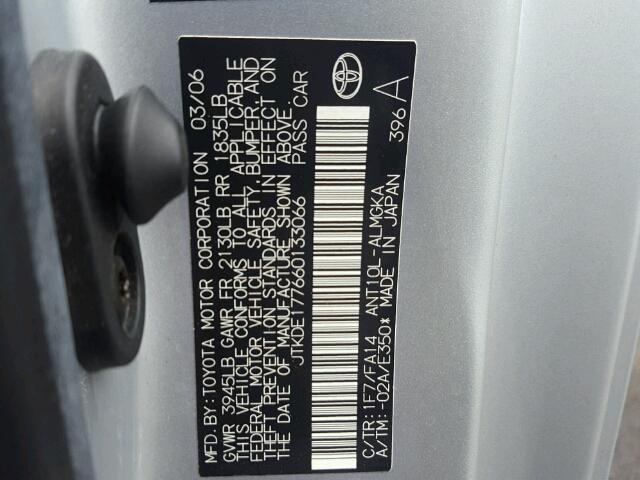 MFD.BY:TOYOTA MOTOR CORPORATION 03/06
GVWR 3945LB GAWR FR 2130LB RR 1835LB
THIS VEHICLE CONFORMS TO ALL APPLICABLE
FEDERAL MOTOR VEHICLE SAFETY, BUMPER, AND
THEFT PREVENTION STANDARDS IN EFFECT ON
THE DATE OF MANUFACTURE SHOWN ABOVE.
JTKDE177660133066 PASS CAR
C/TR:1F7/FA14 ANT10L-ALMGKA
A/TM:-02A/E350* MADE IN JAPAN
396 A